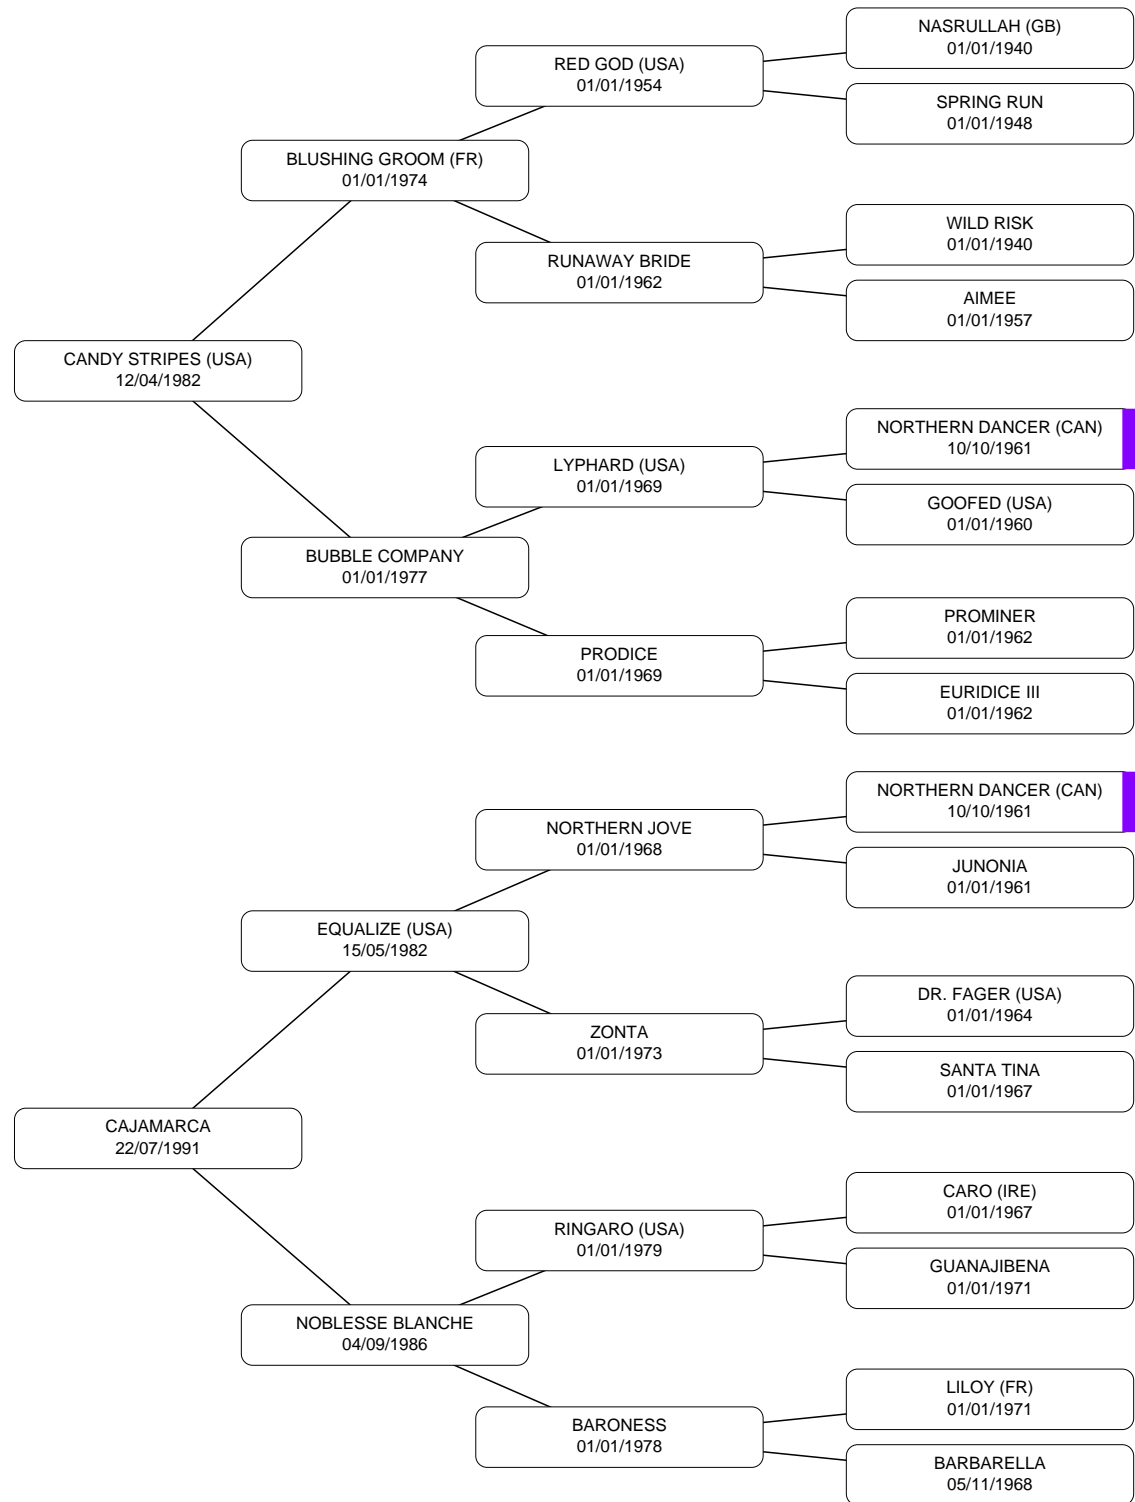 NASRULLAH (GB)
01/01/1940
RED GOD (USA)
01/01/1954
SPRING RUN
01/01/1948
BLUSHING GROOM (FR)
01/01/1974
WILD RISK
01/01/1940
RUNAWAY BRIDE
01/01/1962
AIMEE
01/01/1957
CANDY STRIPES (USA)
12/04/1982
NORTHERN DANCER (CAN)
10/10/1961
LYPHARD (USA)
01/01/1969
GOOFED (USA)
01/01/1960
BUBBLE COMPANY
01/01/1977
PROMINER
01/01/1962
PRODICE
01/01/1969
EURIDICE III
01/01/1962
NORTHERN DANCER (CAN)
10/10/1961
NORTHERN JOVE
01/01/1968
JUNONIA
01/01/1961
EQUALIZE (USA)
15/05/1982
DR. FAGER (USA)
01/01/1964
ZONTA
01/01/1973
SANTA TINA
01/01/1967
CAJAMARCA
22/07/1991
CARO (IRE)
01/01/1967
RINGARO (USA)
01/01/1979
GUANAJIBENA
01/01/1971
NOBLESSE BLANCHE
04/09/1986
LILOY (FR)
01/01/1971
BARONESS
01/01/1978
BARBARELLA
05/11/1968